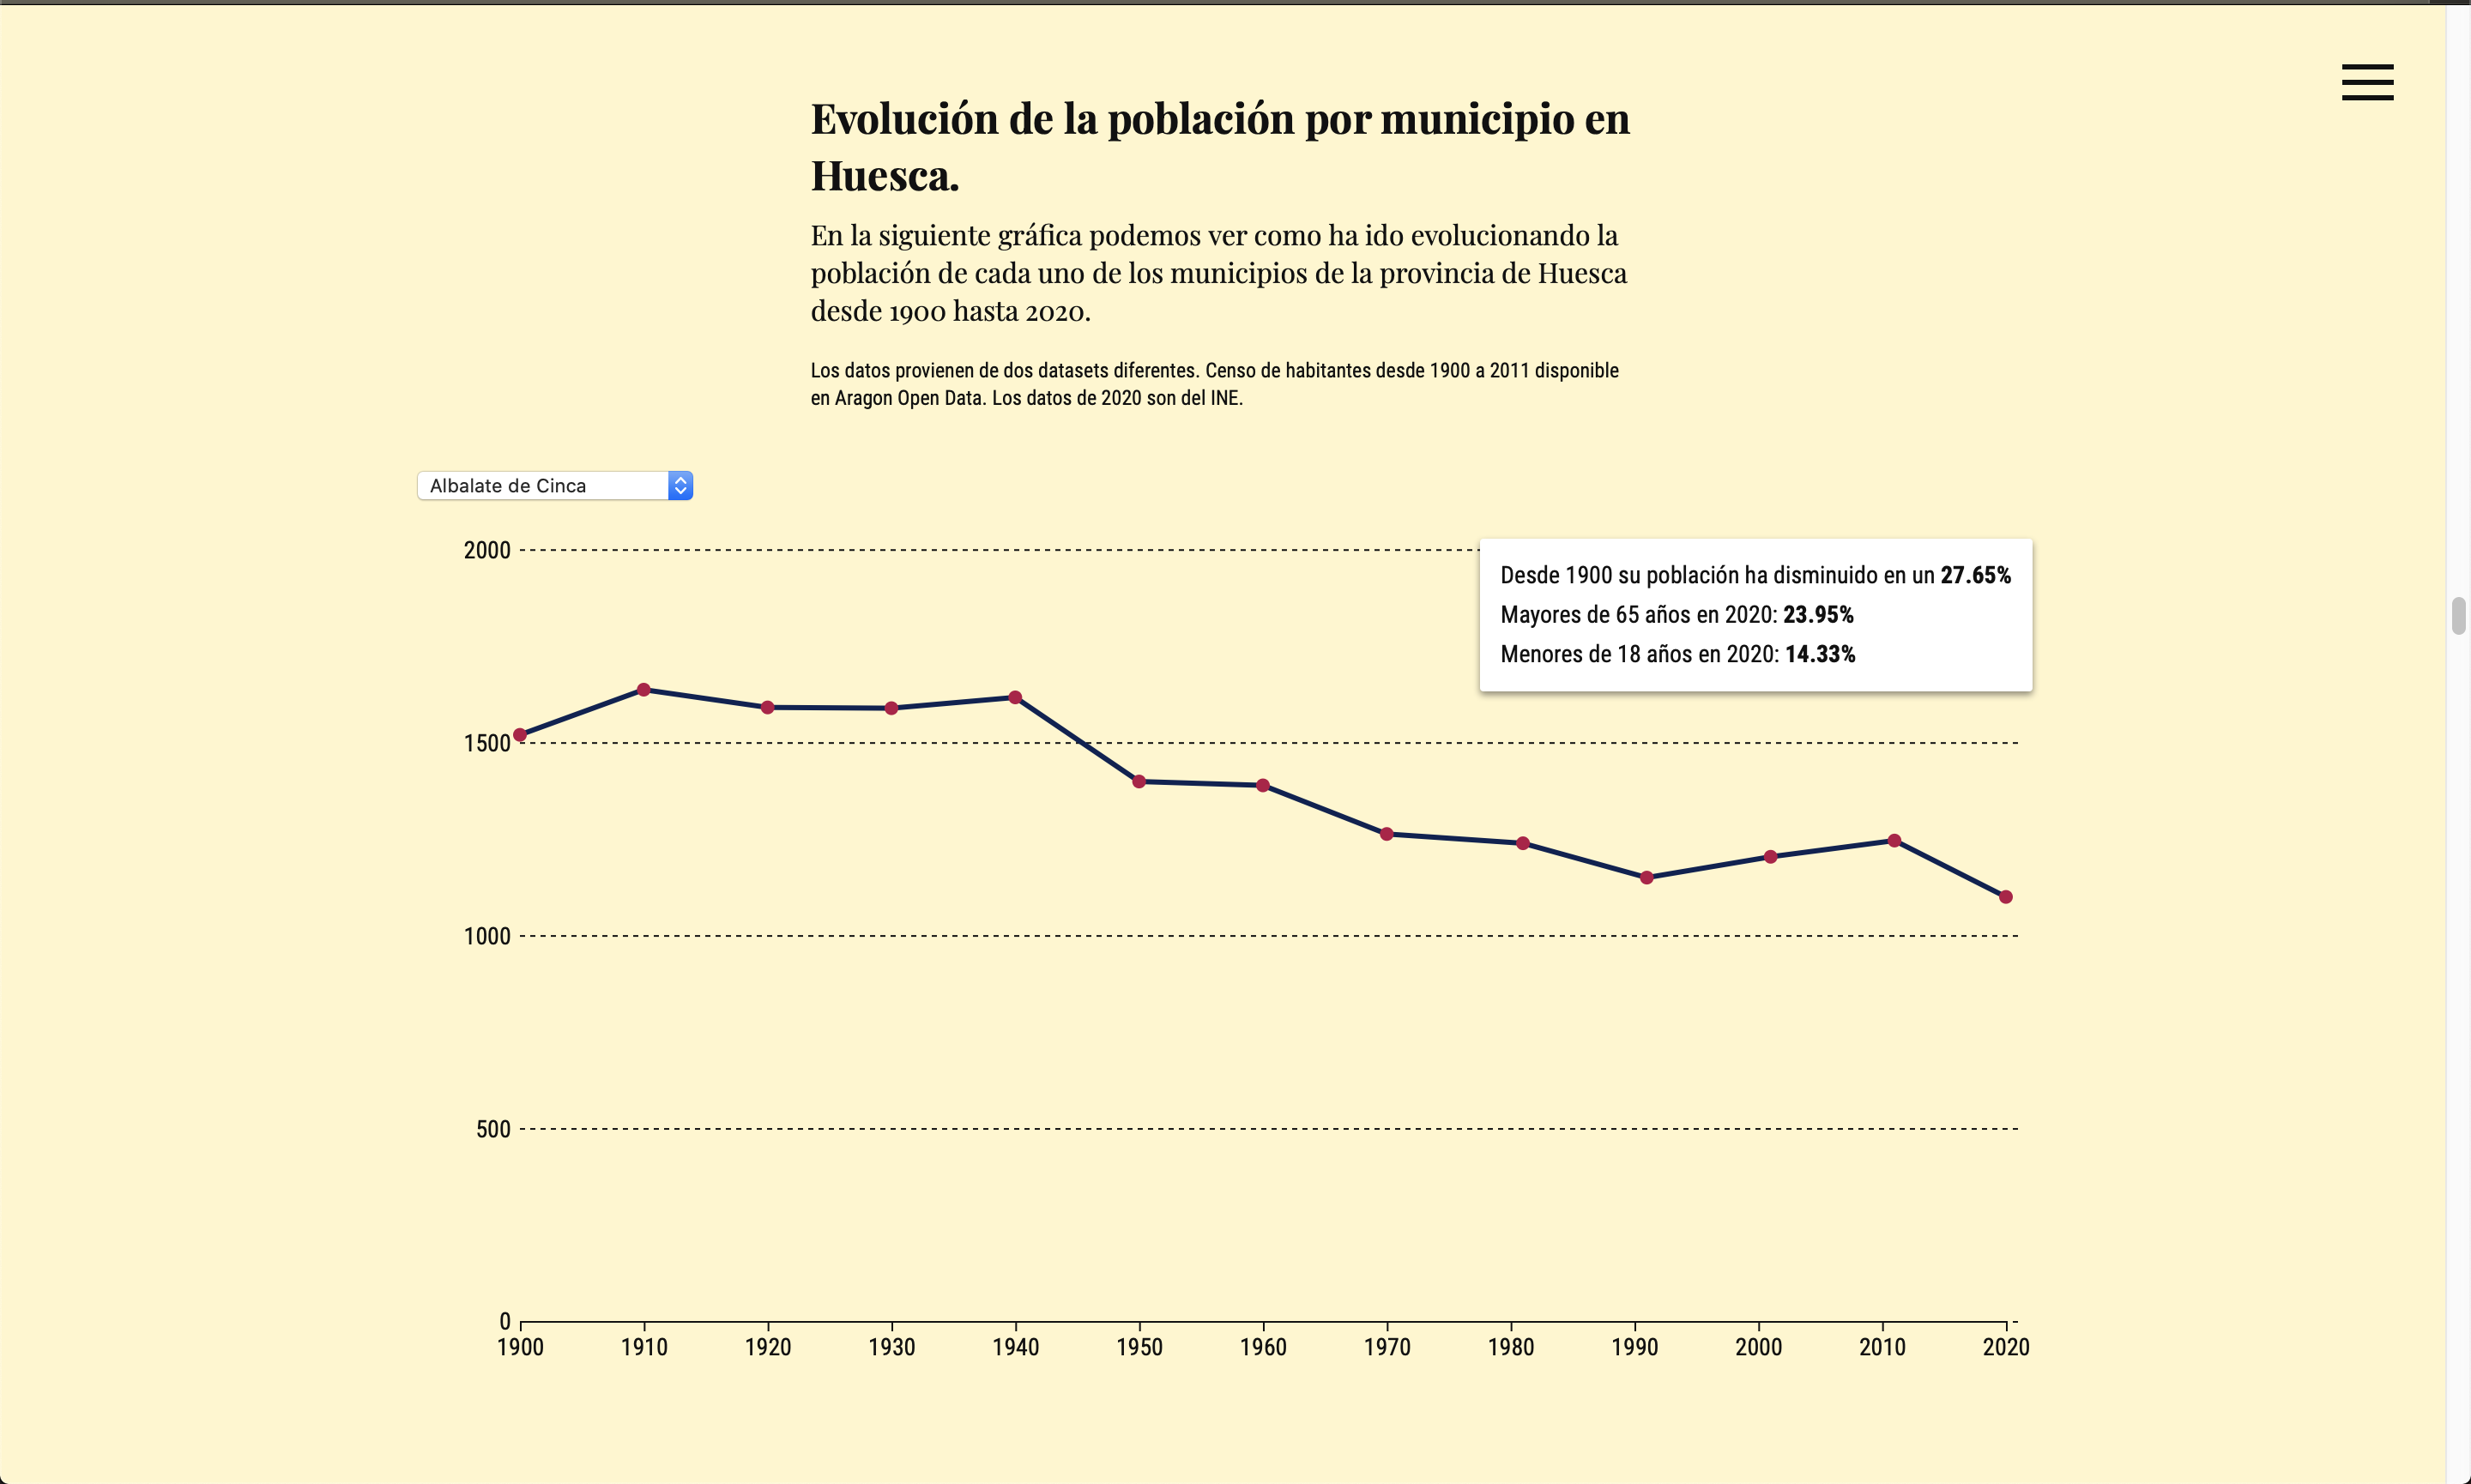 Evolución de la población por municipio en
Huesca.
En la siguiente gráfica podemos ver como ha ido evolucionando la
población de cada uno de los municipios de la provincia de Huesca
desde 1900 hasta 2020.
Los datos provienen de dos datasets diferentes. Censo de habitantes desde 1900 a 2011 disponible
en Aragon Open Data. Los datos de 2020 son del INE.
Albalate de Cinca
2000
Desde 1900 su población ha disminuido en un 27.65%
Mayores de 65 años en 2020: 23.95%
Menores de 18 años en 2020: 14.33%
1500
1000
500
0
1900 1910 1920 1930 1940 1950 1960 1970 1980 1990 2000 2010 2020